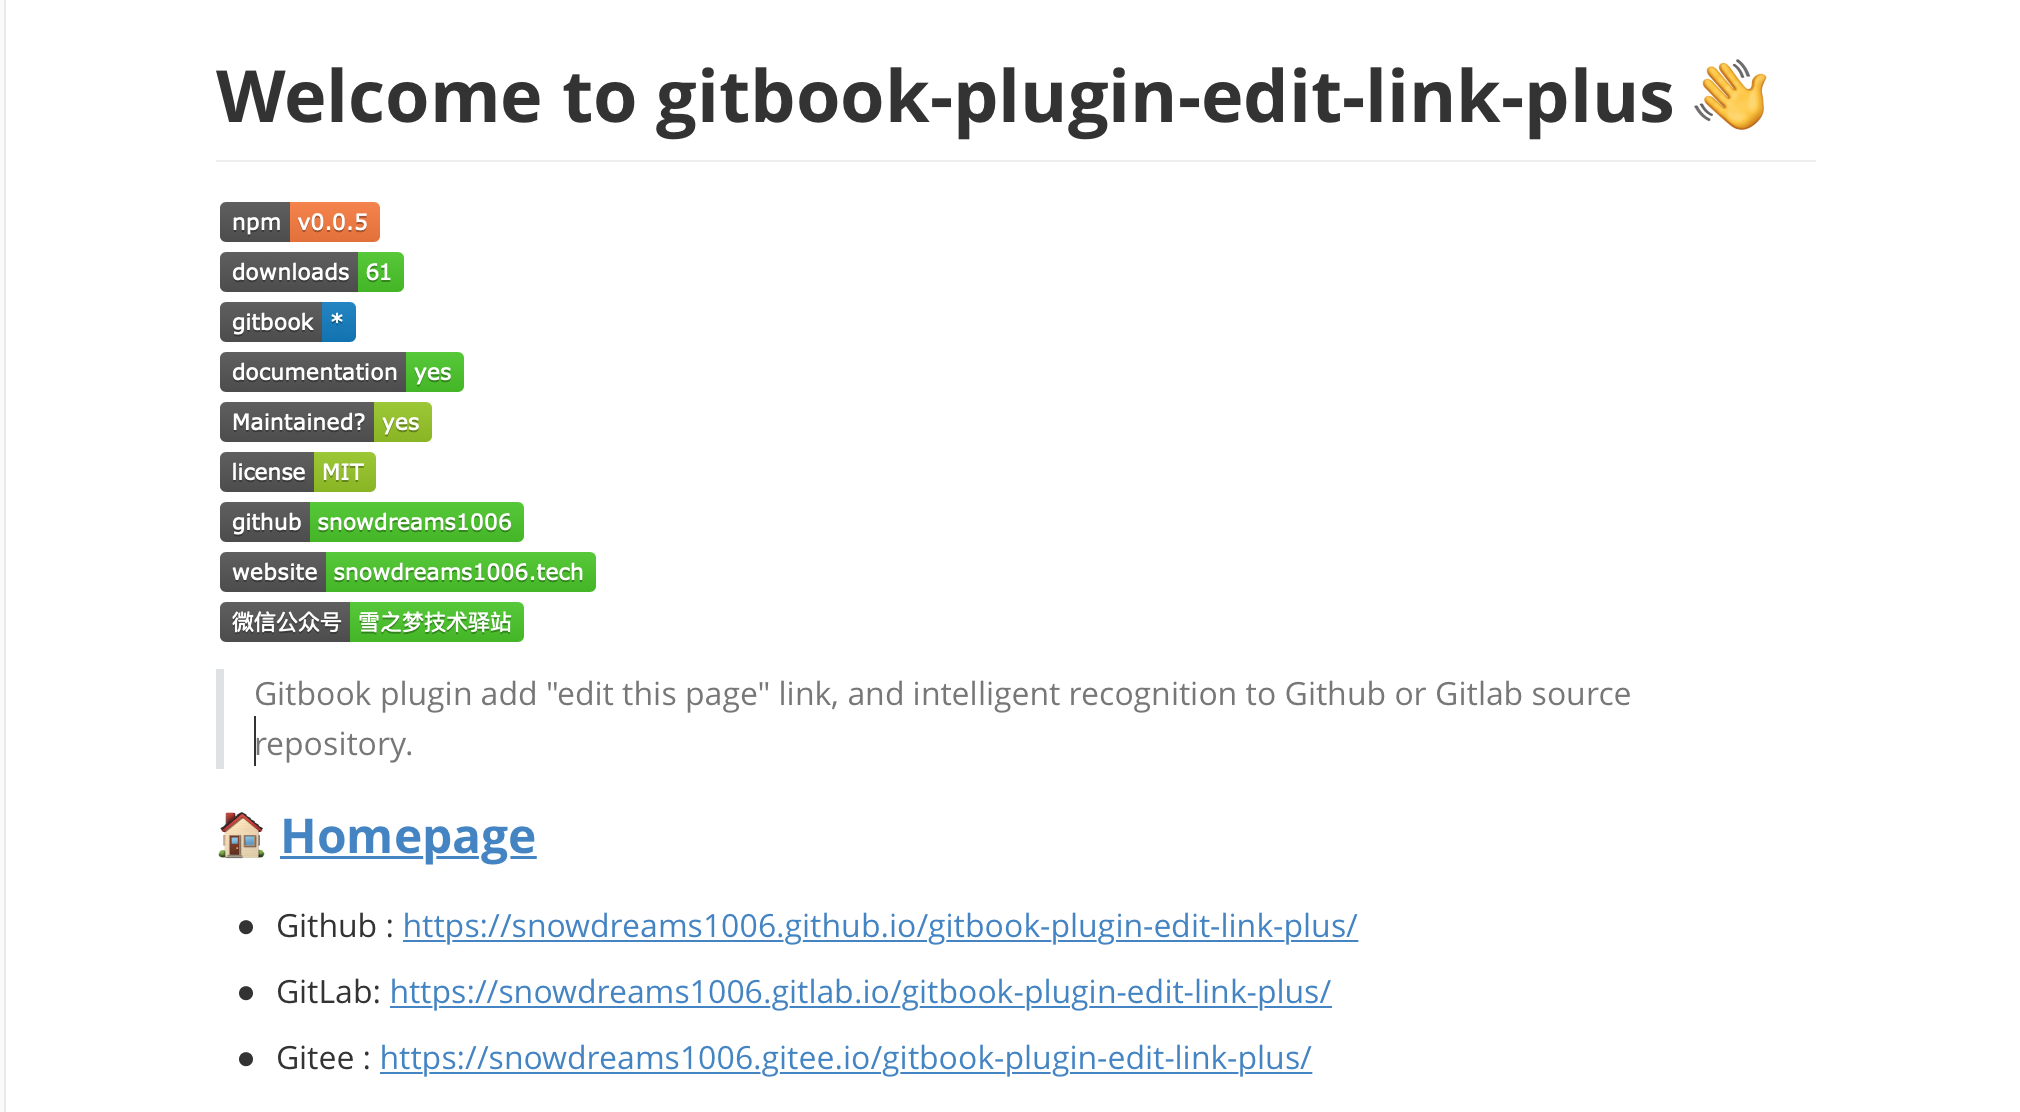 Welcome to gitbook-plugin-edit-link-plus 👋
npm v0.0.5
downloads 61
gitbook *
documentation yes
Maintained? yes
license MIT
github snowdreams1006
website snowdreams1006.tech
微信公众号 雪之梦技术驿站
Gitbook plugin add "edit this page" link, and intelligent recognition to Github or Gitlab source
repository.
🏠 Homepage
● Github : https://snowdreams1006.github.io/gitbook-plugin-edit-link-plus/
● GitLab: https://snowdreams1006.gitlab.io/gitbook-plugin-edit-link-plus/
● Gitee : https://snowdreams1006.gitee.io/gitbook-plugin-edit-link-plus/